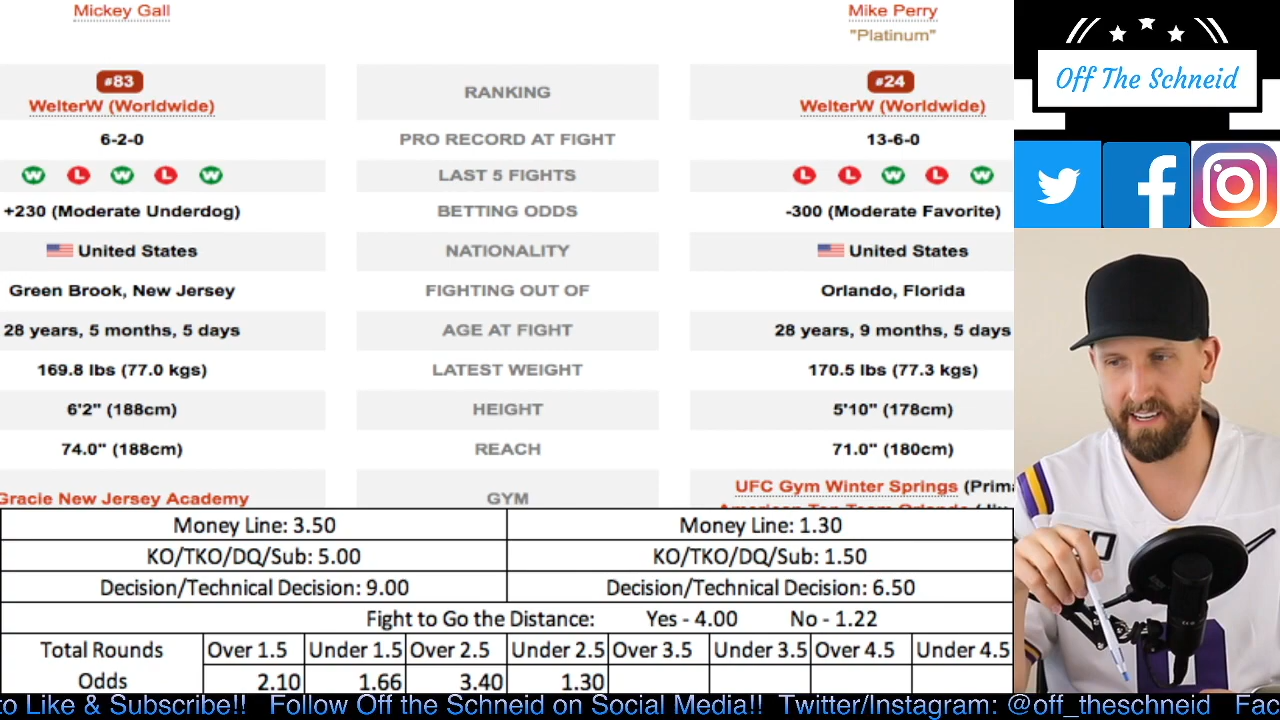 Mickey Gall
Mike Perry
"Platinum"
#83
WelterW (Worldwide)
RANKING
#24
WelterW (Worldwide)
6-2-0
PRO RECORD AT FIGHT
13-6-0
W L W L W
LAST 5 FIGHTS
L L W L W
+230 (Moderate Underdog)
BETTING ODDS
-300 (Moderate Favorite)
United States
NATIONALITY
United States
Green Brook, New Jersey
FIGHTING OUT OF
Orlando, Florida
28 years, 5 months, 5 days
AGE AT FIGHT
28 years, 9 months, 5 days
169.8 lbs (77.0 kgs)
LATEST WEIGHT
170.5 lbs (77.3 kgs)
6'2" (188cm)
HEIGHT
5'10" (178cm)
74.0" (188cm)
REACH
71.0" (180cm)
Gracie New Jersey Academy
GYM
UFC Gym Winter Springs (Prima
Money Line: 3.50
Money Line: 1.30
KO/TKO/DQ/Sub: 5.00
KO/TKO/DQ/Sub: 1.50
Decision/Technical Decision: 9.00
Decision/Technical Decision: 6.50
Fight to Go the Distance: Yes - 4.00 No - 1.22
Total Rounds Over 1.5 Under 1.5 Over 2.5 Under 2.5 Over 3.5 Under 3.5 Over 4.5 Under 4.5
Odds 2.10 1.66 3.40 1.30
to Like & Subscribe!! Follow Off the Schneid on Social Media!! Twitter/Instagram: @off_theschneid Fac
Off The Schneid